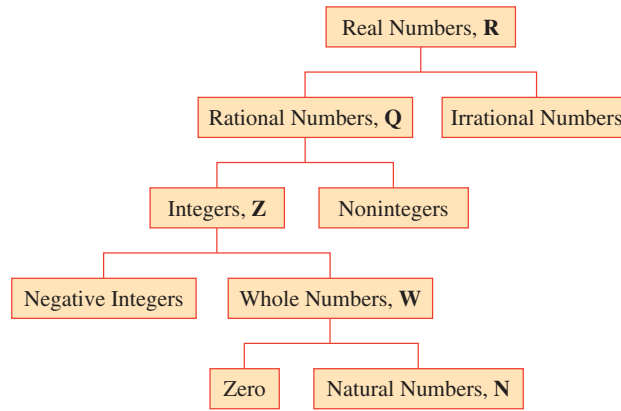 Real Numbers, R
Rational Numbers, Q
Irrational Numbers
Integers, Z
Nonintegers
Negative Integers
Whole Numbers, W
Zero
Natural Numbers, N